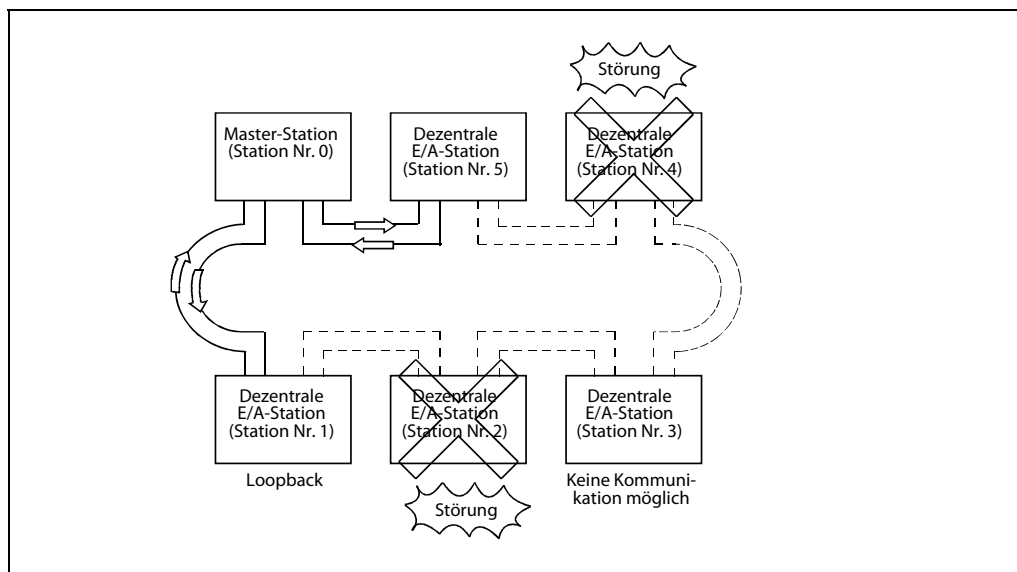 Störung
Master-Station
(Station Nr. 0)
Dezentrale
E/A-Station
(Station Nr. 5)
Dezentrale
E/A-Station
(Station Nr. 4)
Dezentrale
E/A-Station
(Station Nr. 1)
Loopback
Dezentrale
E/A-Station
(Station Nr. 2)
Störung
Dezentrale
E/A-Station
(Station Nr. 3)
Keine Kommuni-
kation möglich